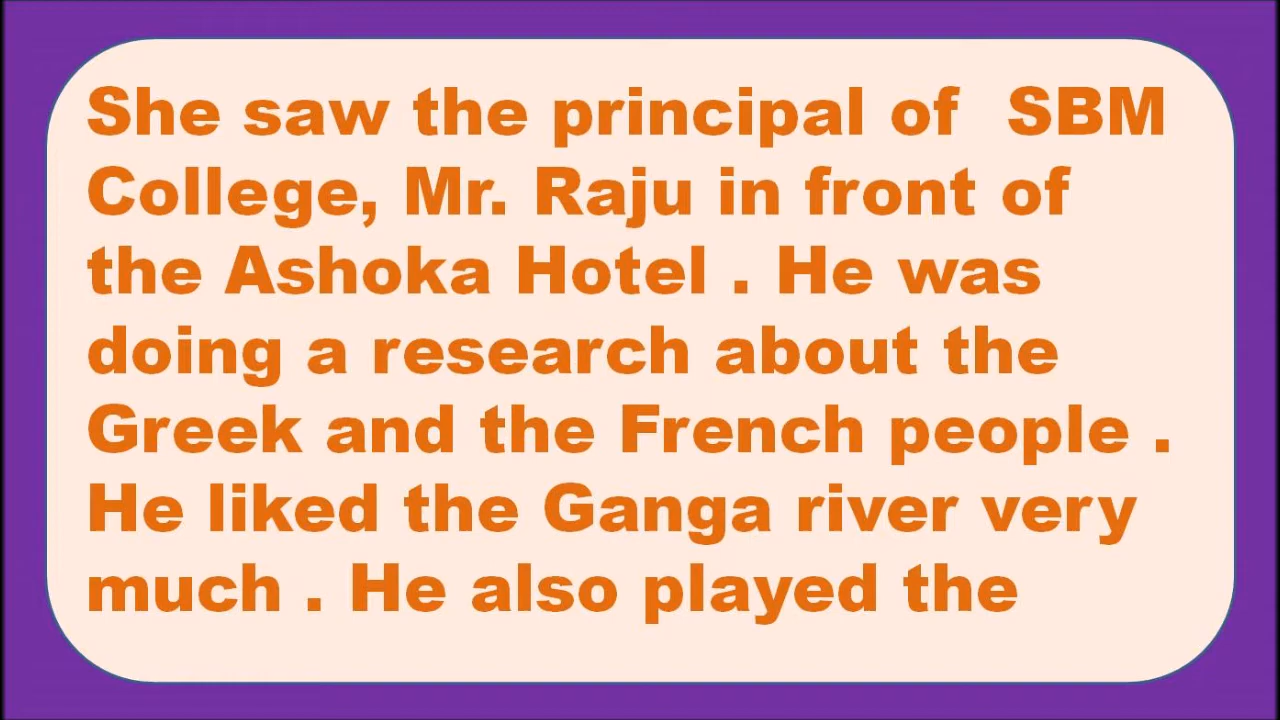 She saw the principal of  SBM
College, Mr. Raju in front of
the Ashoka Hotel . He was
doing a research about the
Greek and the French people .
He liked the Ganga river very
much . He also played the